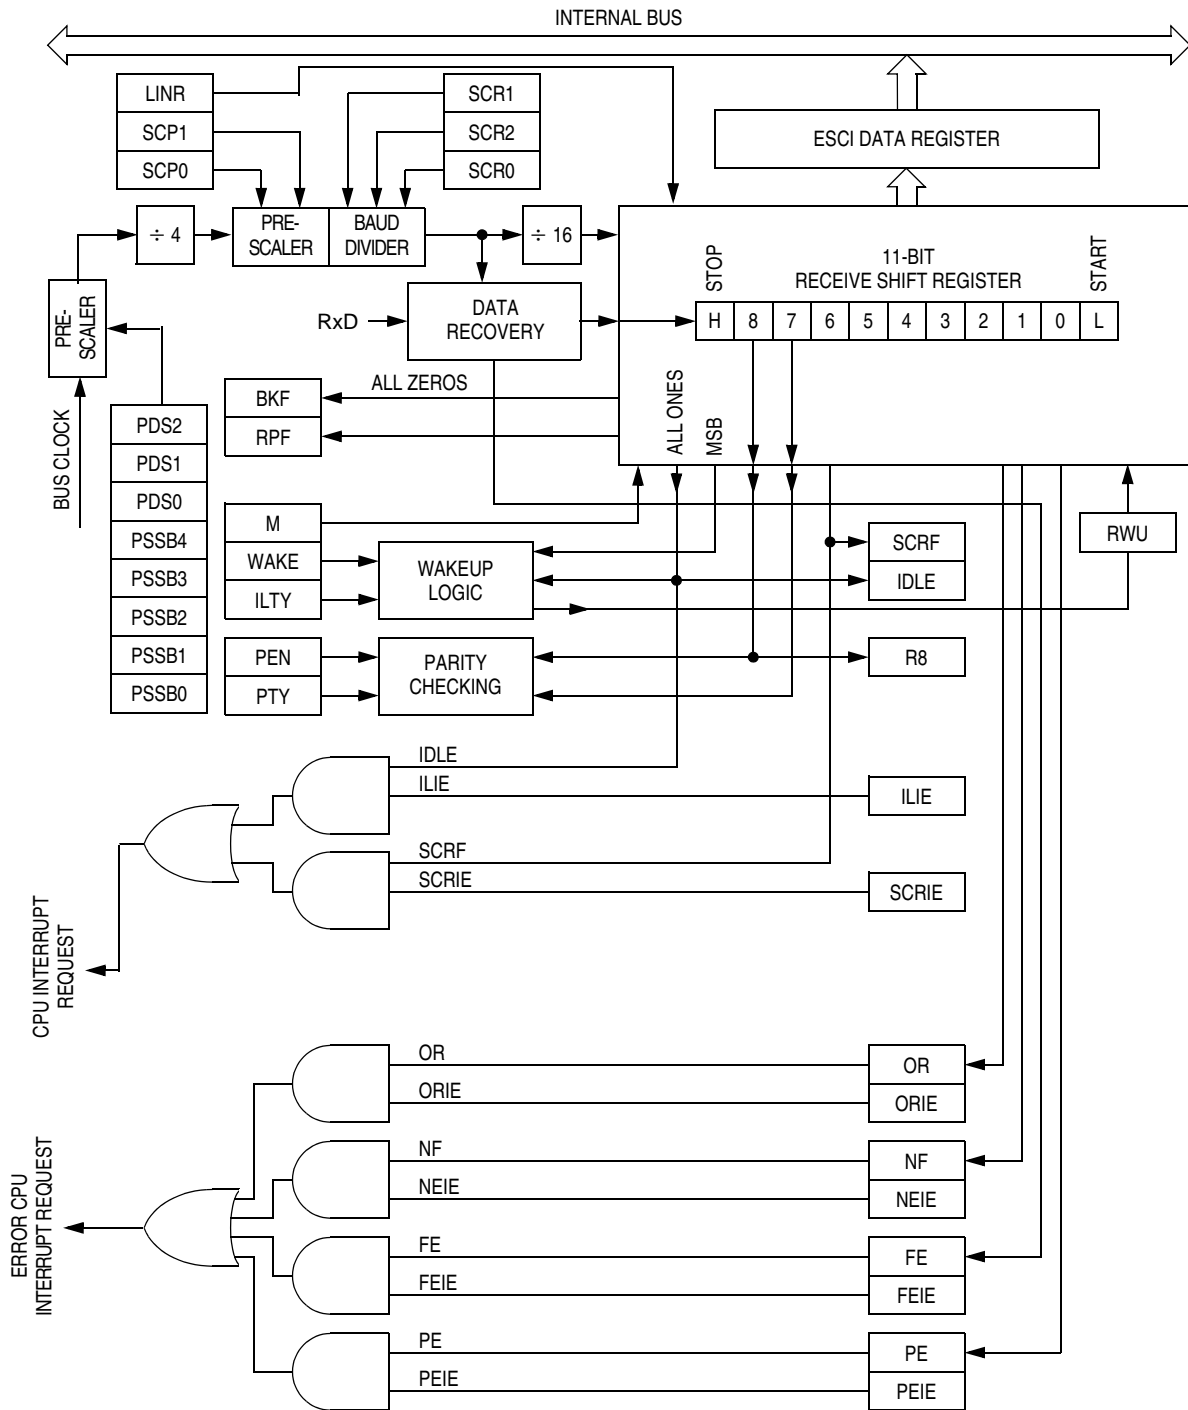 INTERNAL BUS
LINR
SCP1
SCP0
SCR1
SCR2
SCR0
ESCI DATA REGISTER
÷ 4
PRE-
SCALER
BAUD
DIVIDER
÷ 16
STOP
11-BIT
RECEIVE SHIFT REGISTER
START
H 8 7 6 5 4 3 2 1 0 L
PRE-
SCALER
RxD
DATA
RECOVERY
BUS CLOCK
ALL ZEROS
BKF
RPF
ALL ONES
MSB
PDS2
PDS1
PDS0
PSSB4
PSSB3
PSSB2
PSSB1
PSSB0
M
WAKE
ILTY
WAKEUP
LOGIC
SCRF
IDLE
RWU
PEN
PTY
PARITY
CHECKING
R8
IDLE
ILIE
ILIE
SCRF
SCRIE
SCRIE
CPU INTERRUPT
REQUEST
OR
ORIE
OR
ORIE
NF
NEIE
NF
NEIE
ERROR CPU
INTERRUPT REQUEST
FE
FEIE
FE
FEIE
PE
PEIE
PE
PEIE